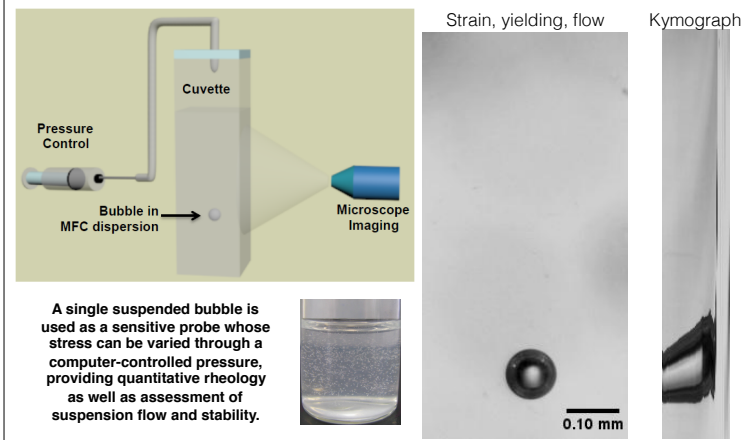 Strain, yielding, flow
Kymograph
Cuvette
Pressure
Control
Bubble in
MFC dispersion
Microscope
Imaging
A single suspended bubble is
used as a sensitive probe whose
stress can be varied through a
computer-controlled pressure,
providing quantitative rheology
as well as assessment of
suspension flow and stability.
0.10 mm